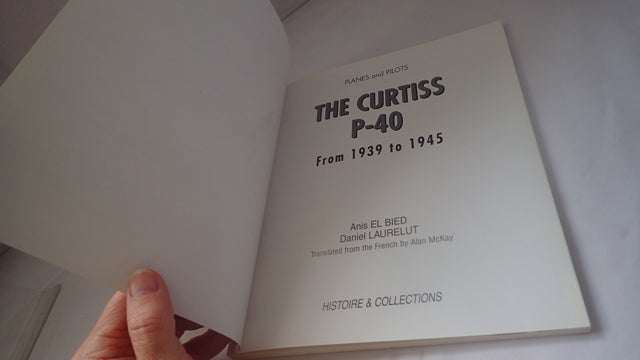 PLANES and PILOTS
THE CURTISS
P-40
From 1939 to 1945
Anis EL BIED
Daniel LAURELUT
Translated from the French by Alan McKay
HISTOIRE & COLLECTIONS